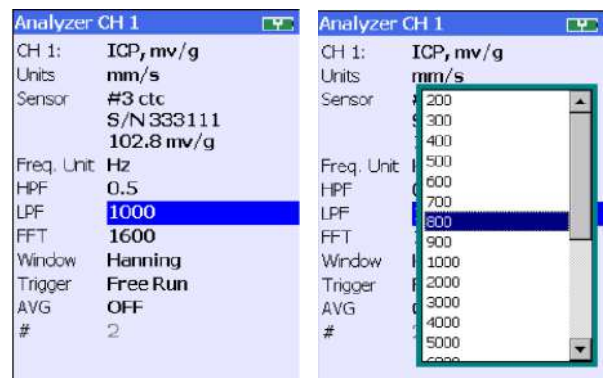 Analyzer CH 1
CH 1: ICP, mv/g
Units mm/s
Sensor #3 ctc
S/N 333111
102.8 mv/g
Freq. Unit Hz
HPF 0.5
LPF 1000
FFT 1600
Window Hanning
Trigger Free Run
AVG OFF
# 2
Analyzer CH 1
CH 1: ICP, mv/g
Units mm/s
Sensor
Freq. Unit
HPF
LPF
FFT
Window
Trigger
AVG
#
200
300
400
500
600
700
800
900
1000
2000
3000
4000
5000